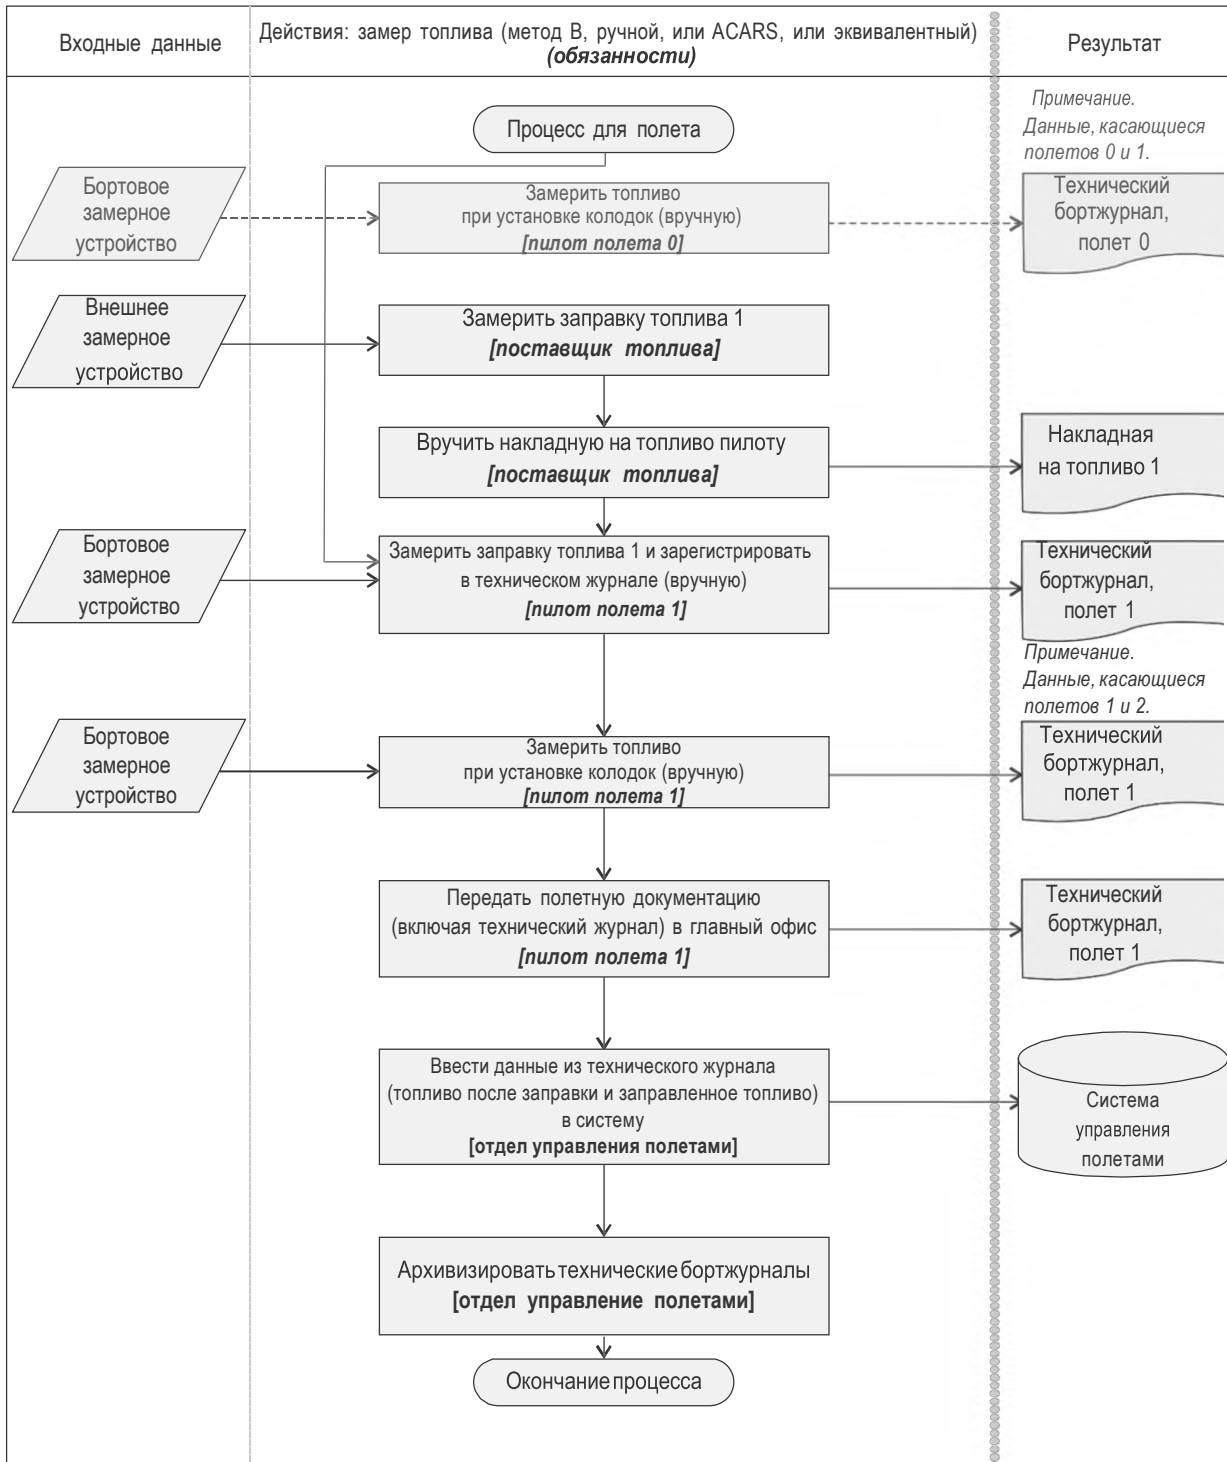 Входные данные
Действия: замер топлива (метод В, ручной, или ACARS, или эквивалентный)
(обязанности)
Результат
Процесс для полета
Примечание.
Данные, касающиеся
полетов 0 и 1.
Бортовое
замерное
устройство
Замерить топливо
при установке колодок (вручную)
[пилот полета 0]
Технический
бортжурнал,
полет 0
Внешнее
замерное
устройство
Замерить заправку топлива 1
[поставщик топлива]
Вручить накладную на топливо пилоту
[поставщик топлива]
Накладная
на топливо 1
Бортовое
замерное
устройство
Замерить заправку топлива 1 и зарегистрировать
в техническом журнале (вручную)
[пилот полета 1]
Технический
бортжурнал,
полет 1
Примечание.
Данные, касающиеся
полетов 1 и 2.
Бортовое
замерное
устройство
Замерить топливо
при установке колодок (вручную)
[пилот полета 1]
Технический
бортжурнал,
полет 1
Передать полетную документацию
(включая технический журнал) в главный офис
[пилот полета 1]
Технический
бортжурнал,
полет 1
Ввести данные из технического журнала
(топливо после заправки и заправленное топливо)
в систему
[отдел управления полетами]
Система
управления
полетами
Архивизировать технические бортжурналы
[отдел управление полетами]
Окончание процесса